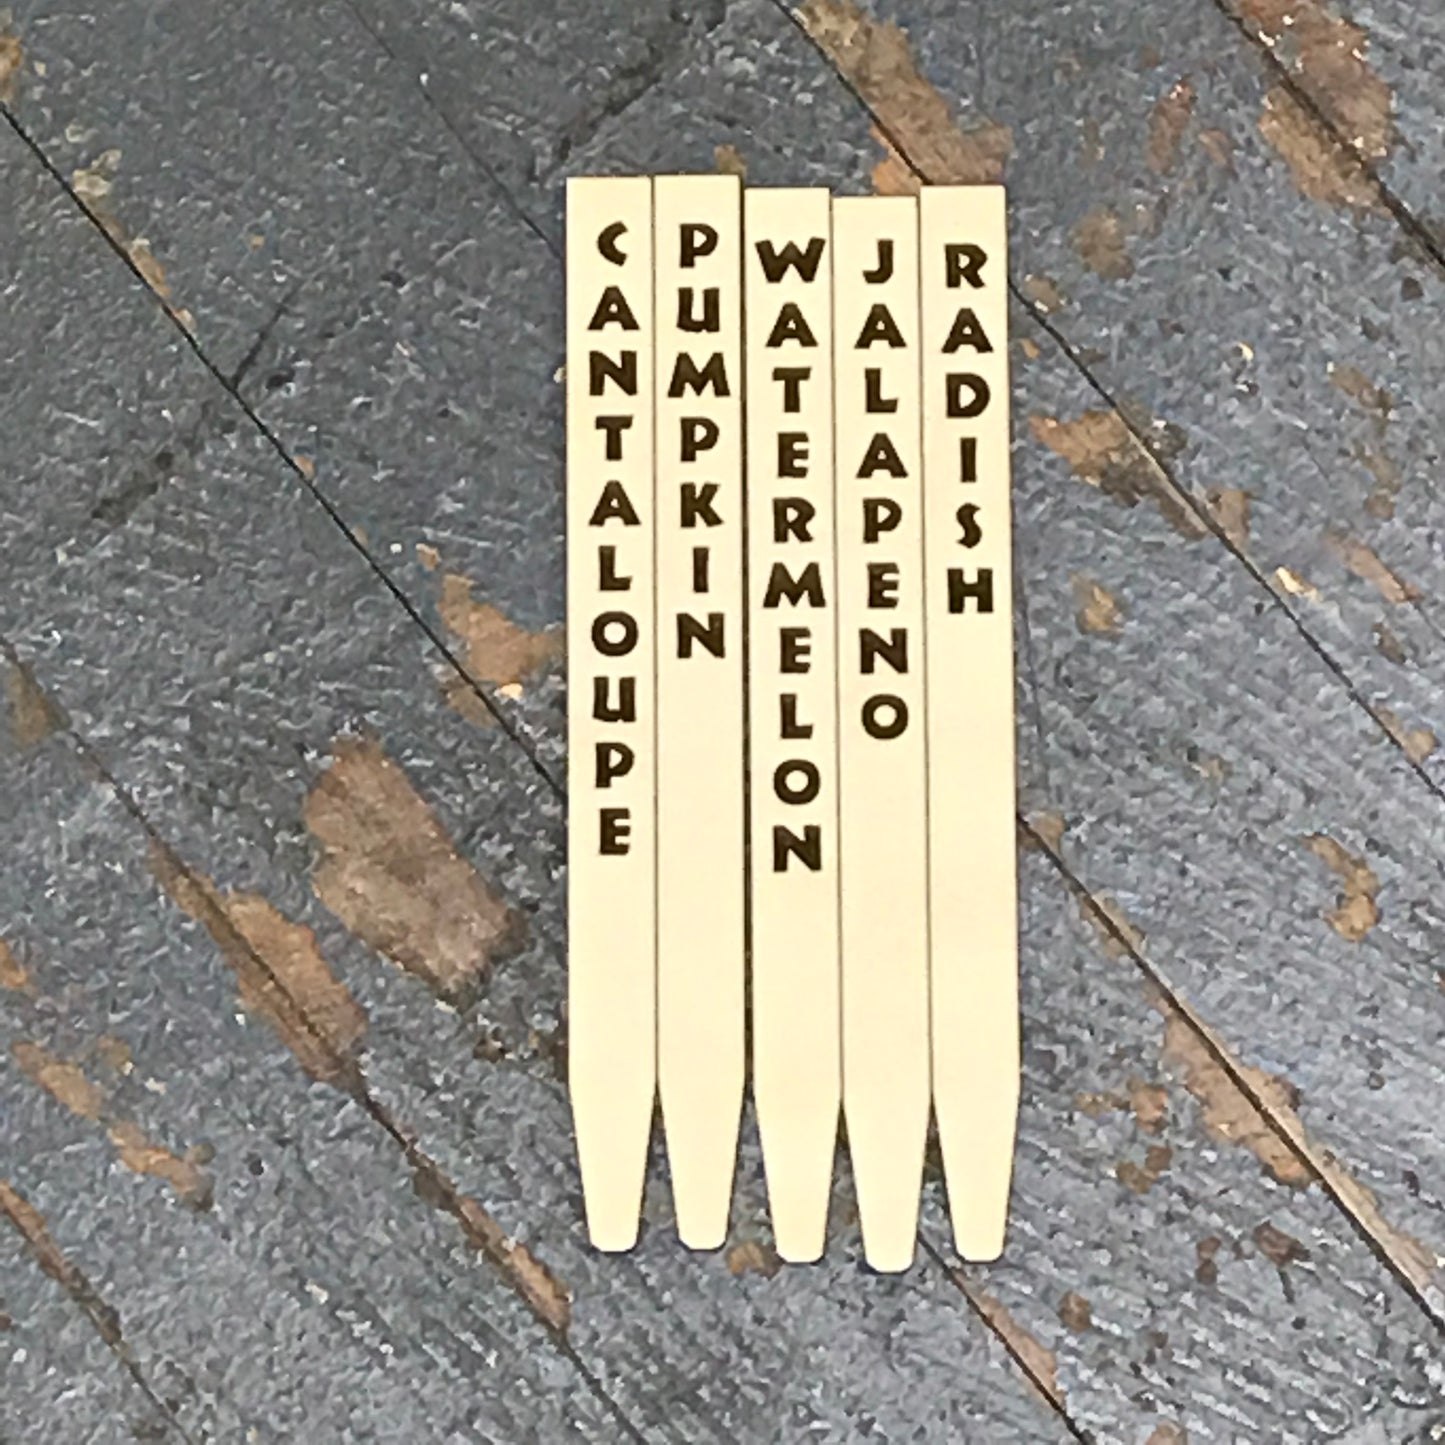 CANTALOUPE
PUMPKIN
WATERMELON
JALAPENO
RADISH